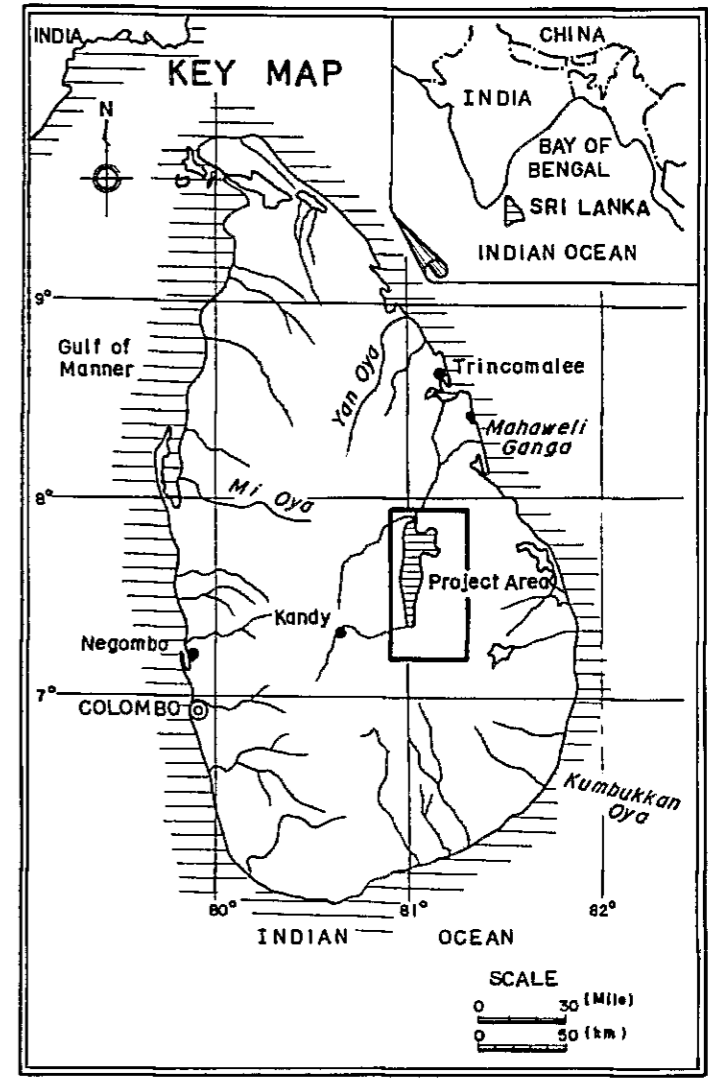 INDIA
KEY MAP
N
CHINA
INDIA
BAY OF
BENGAL
SRI LANKA
INDIAN OCEAN
9°
Gulf of
Manner
Yan Oya
Trincomalee
Mahaweli
Ganga
8°
Mi Oya
Project Area
Kandy
Negombo
7°
COLOMBO
Kumbukkan
Oya
80°
81°
82°
INDIAN OCEAN
SCALE
0 30 (Mile)
0 50 (km)